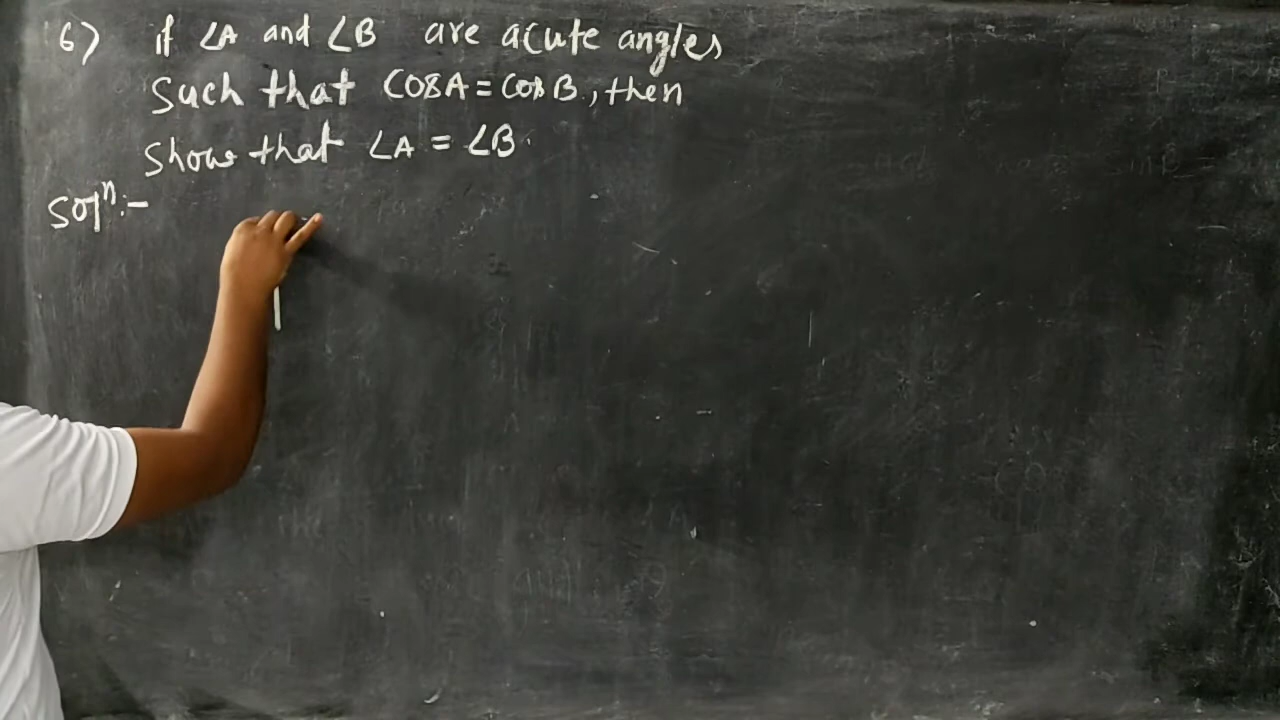 6) if ∠A and ∠B are acute angles
Such that CosA = CosB, then
Show that ∠A = ∠B.
Solⁿ:-